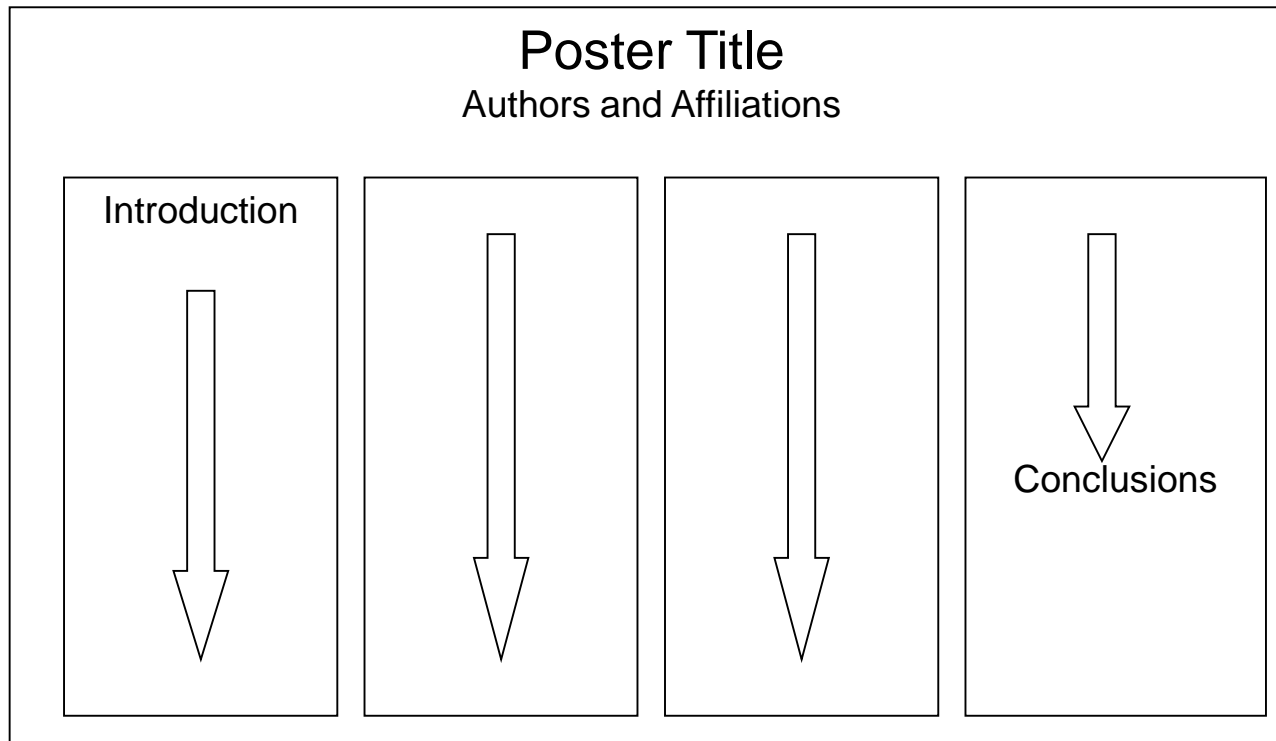 Poster Title
Authors and Affiliations
Introduction
Conclusions